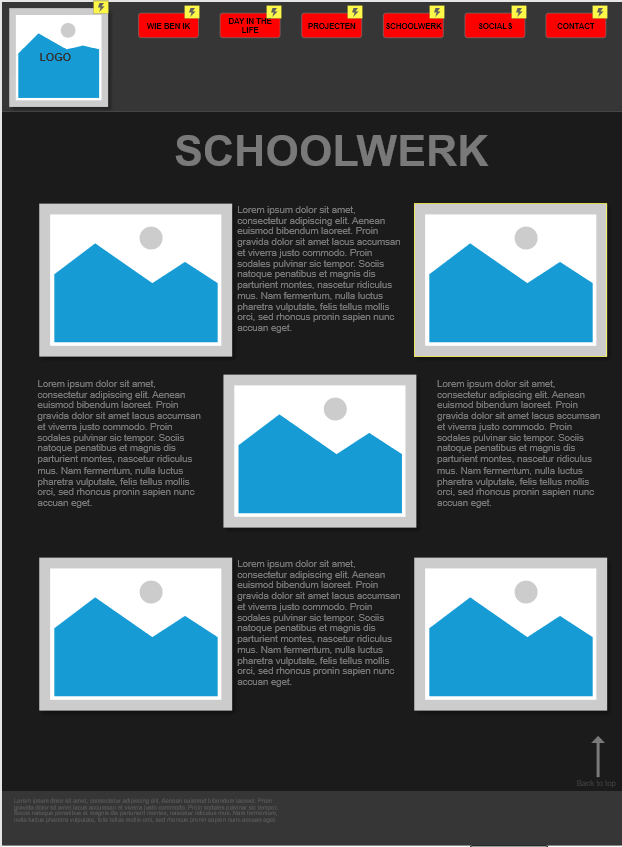 LOGO
WIE BEN IK
DAY IN THE
LIFE
PROJECTEN
SCHOOLWERK
SOCIALS
CONTACT
SCHOOLWERK
Lorem ipsum dolor sit amet,
consectetur adipiscing elit. Aenean
euismod bibendum laoreet. Proin
gravida dolor sit amet lacus accumsan
et viverra justo commodo. Proin
sodales pulvinar sic tempor. Sociis
natoque penatibus et magnis dis
parturient montes, nascetur ridiculus
mus. Nam fermentum, nulla luctus
pharetra vulputate, felis tellus mollis
orci, sed rhoncus pronin sapien nunc
accuan eget.
Lorem ipsum dolor sit amet,
consectetur adipiscing elit. Aenean
euismod bibendum laoreet. Proin
gravida dolor sit amet lacus accumsan
et viverra justo commodo. Proin
sodales pulvinar sic tempor. Sociis
natoque penatibus et magnis dis
parturient montes, nascetur ridiculus
mus. Nam fermentum, nulla luctus
pharetra vulputate, felis tellus mollis
orci, sed rhoncus pronin sapien nunc
accuan eget.
Lorem ipsum dolor sit amet,
consectetur adipiscing elit. Aenean
euismod bibendum laoreet. Proin
gravida dolor sit amet lacus accumsan
et viverra justo commodo. Proin
sodales pulvinar sic tempor. Sociis
natoque penatibus et magnis dis
parturient montes, nascetur ridiculus
mus. Nam fermentum, nulla luctus
pharetra vulputate, felis tellus mollis
orci, sed rhoncus pronin sapien nunc
accuan eget.
Lorem ipsum dolor sit amet,
consectetur adipiscing elit. Aenean
euismod bibendum laoreet. Proin
gravida dolor sit amet lacus accumsan
et viverra justo commodo. Proin
sodales pulvinar sic tempor. Sociis
natoque penatibus et magnis dis
parturient montes, nascetur ridiculus
mus. Nam fermentum, nulla luctus
pharetra vulputate, felis tellus mollis
orci, sed rhoncus pronin sapien nunc
accuan eget.
Back to top
Lorem ipsum dolor sit amet, consectetur adipiscing elit. Aenean euismod bibendum laoreet. Proin
gravida dolor sit amet lacus accumsan et viverra justo commodo. Proin sodales pulvinar sic tempor.
Sociis natoque penatibus et magnis dis parturient montes, nascetur ridiculus mus. Nam fermentum,
nulla luctus pharetra vulputate, felis tellus mollis orci, sed rhoncus pronin sapien nunc accuan eget.